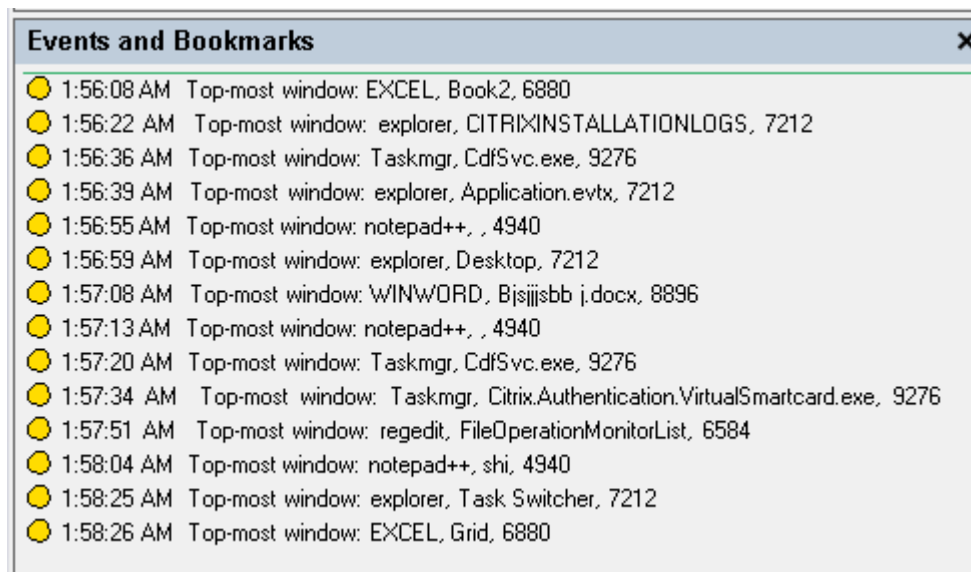 Events and Bookmarks
1:56:08 AM Top-most window: EXCEL, Book2, 6880
1:56:22 AM Top-most window: explorer, CITRIXINSTALLATIONLOGS, 7212
1:56:36 AM Top-most window: Taskmgr, CdfSvc.exe, 9276
1:56:39 AM Top-most window: explorer, Application.evtx, 7212
1:56:55 AM Top-most window: notepad++, , 4940
1:56:59 AM Top-most window: explorer, Desktop, 7212
1:57:08 AM Top-most window: WINWORD, Bjsjjjsbb j.docx, 8896
1:57:13 AM Top-most window: notepad++, , 4940
1:57:20 AM Top-most window: Taskmgr, CdfSvc.exe, 9276
1:57:34 AM Top-most window: Taskmgr, Citrix.Authentication.VirtualSmartcard.exe, 9276
1:57:51 AM Top-most window: regedit, FileOperationMonitorList, 6584
1:58:04 AM Top-most window: notepad++, shi, 4940
1:58:25 AM Top-most window: explorer, Task Switcher, 7212
1:58:26 AM Top-most window: EXCEL, Grid, 6880